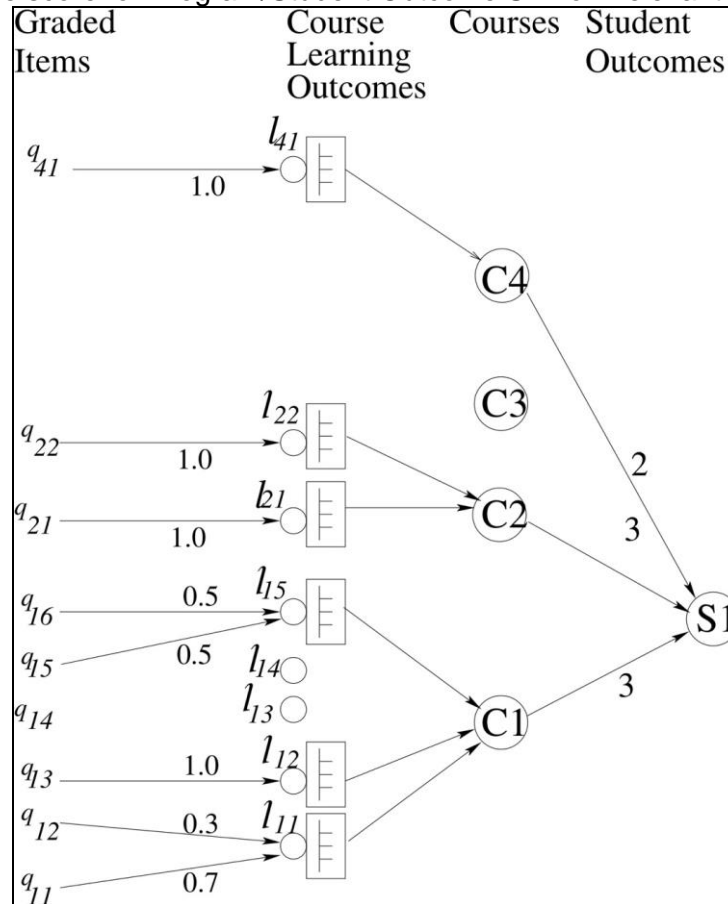 Graded
Items
Course
Learning
Outcomes
Courses
Student
Outcomes
q41
1.0
l41
C4
C3
2
q22
1.0
l22
q21
1.0
l21
C2
3
q16
0.5
l15
q15
0.5
l14
S1
q14
l13
C1
3
q13
1.0
l12
q12
0.3
l11
q11
0.7